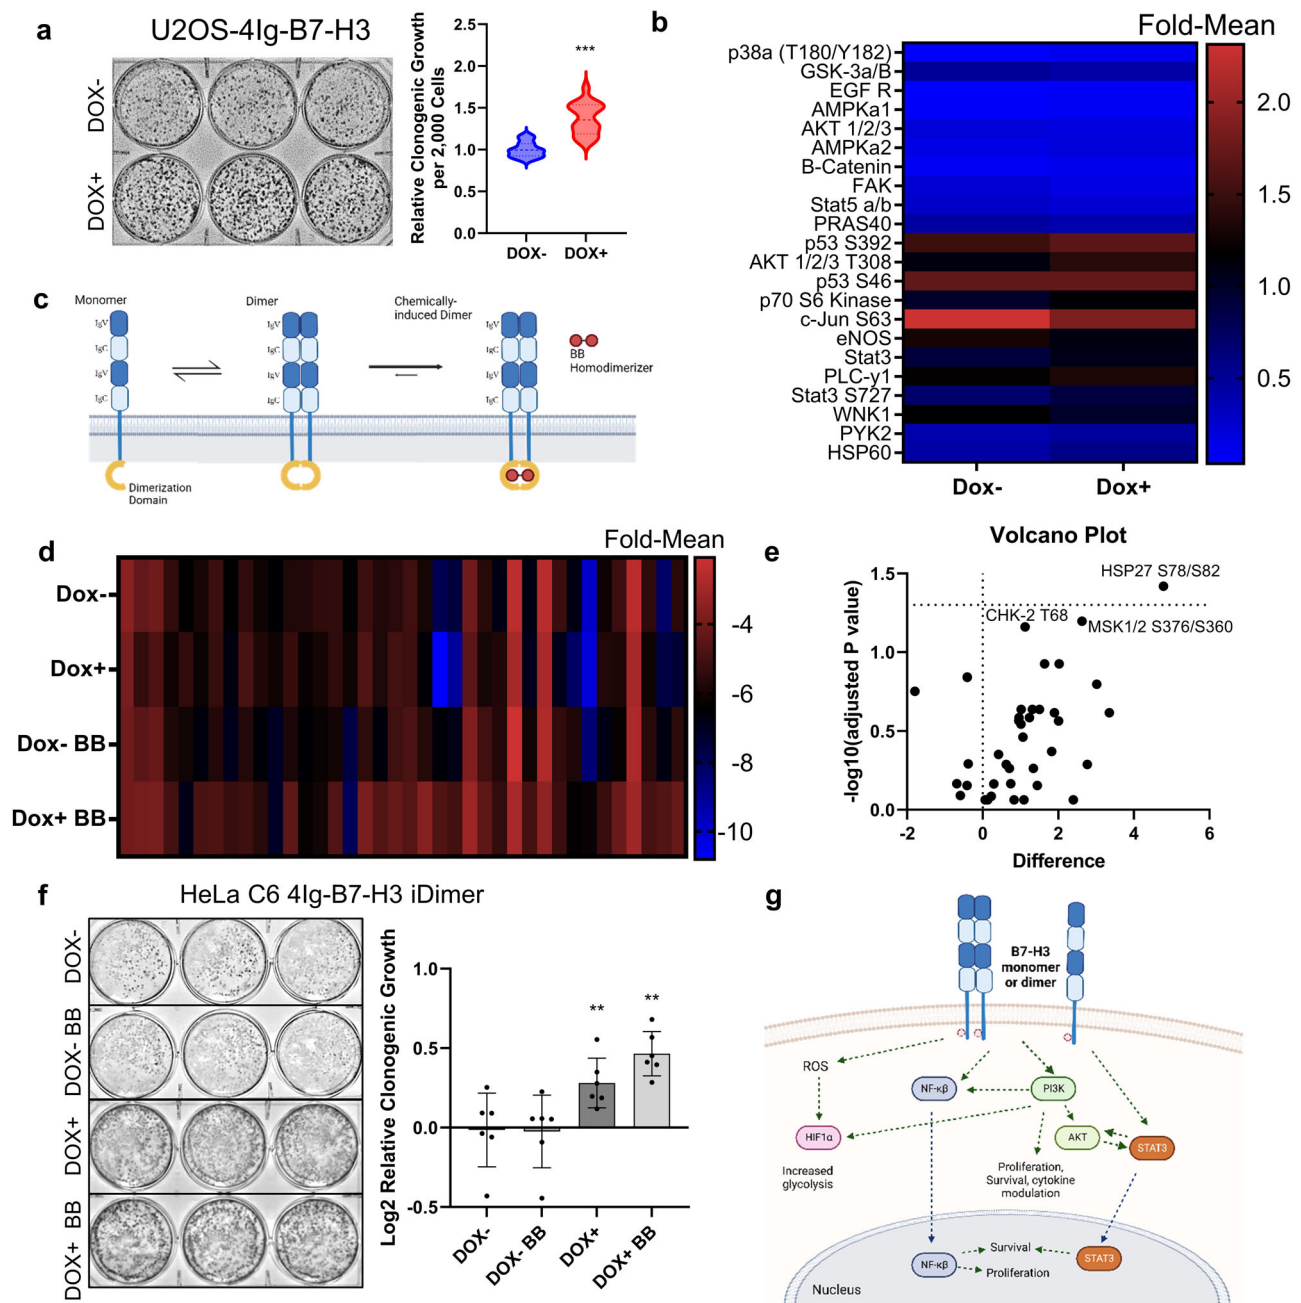 a
U2OS-4Ig-B7-H3
DOX-
DOX+
Relative Clonogenic Growth
per 2,000 Cells
2.5
2.0
1.5
1.0
0.5
0.0
***
DOX-
DOX+
b
Fold-Mean
p38a (T180/Y182)
GSK-3a/B
EGF R
AMPKa1
AKT 1/2/3
AMPKa2
B-Catenin
FAK
Stat5 a/b
PRAS40
p53 S392
AKT 1/2/3 T308
p53 S46
p70 S6 Kinase
c-Jun S63
eNOS
Stat3
PLC-y1
Stat3 S727
WNK1
PYK2
HSP60
Dox-
Dox+
2.0
1.5
1.0
0.5
c
Monomer
IgV
IgC
IgV
IgC
Dimerization
Domain
Dimer
IgV
IgC
IgV
IgC
Chemically-
induced Dimer
IgV
IgC
IgV
IgC
BB
Homodimerizer
d
Fold-Mean
Dox-
Dox+
Dox- BB
Dox+ BB
-4
-6
-8
-10
e
Volcano Plot
HSP27 S78/S82
CHK-2 T68
MSK1/2 S376/S360
-log10(adjusted P value)
1.5
1.0
0.5
0.0
-2
0
2
4
6
Difference
f
HeLa C6 4Ig-B7-H3 iDimer
DOX-
DOX- BB
DOX+
DOX+ BB
Log2 Relative Clonogenic Growth
1.0
0.5
0.0
-0.5
**
**
DOX-
DOX- BB
DOX+
DOX+ BB
g
B7-H3
monomer
or dimer
ROS
NF-κβ
PI3K
HIF1α
AKT
STAT3
Increased
glycolysis
Proliferation,
Survival, cytokine
modulation
NF-κβ
Survival
Proliferation
STAT3
Nucleus